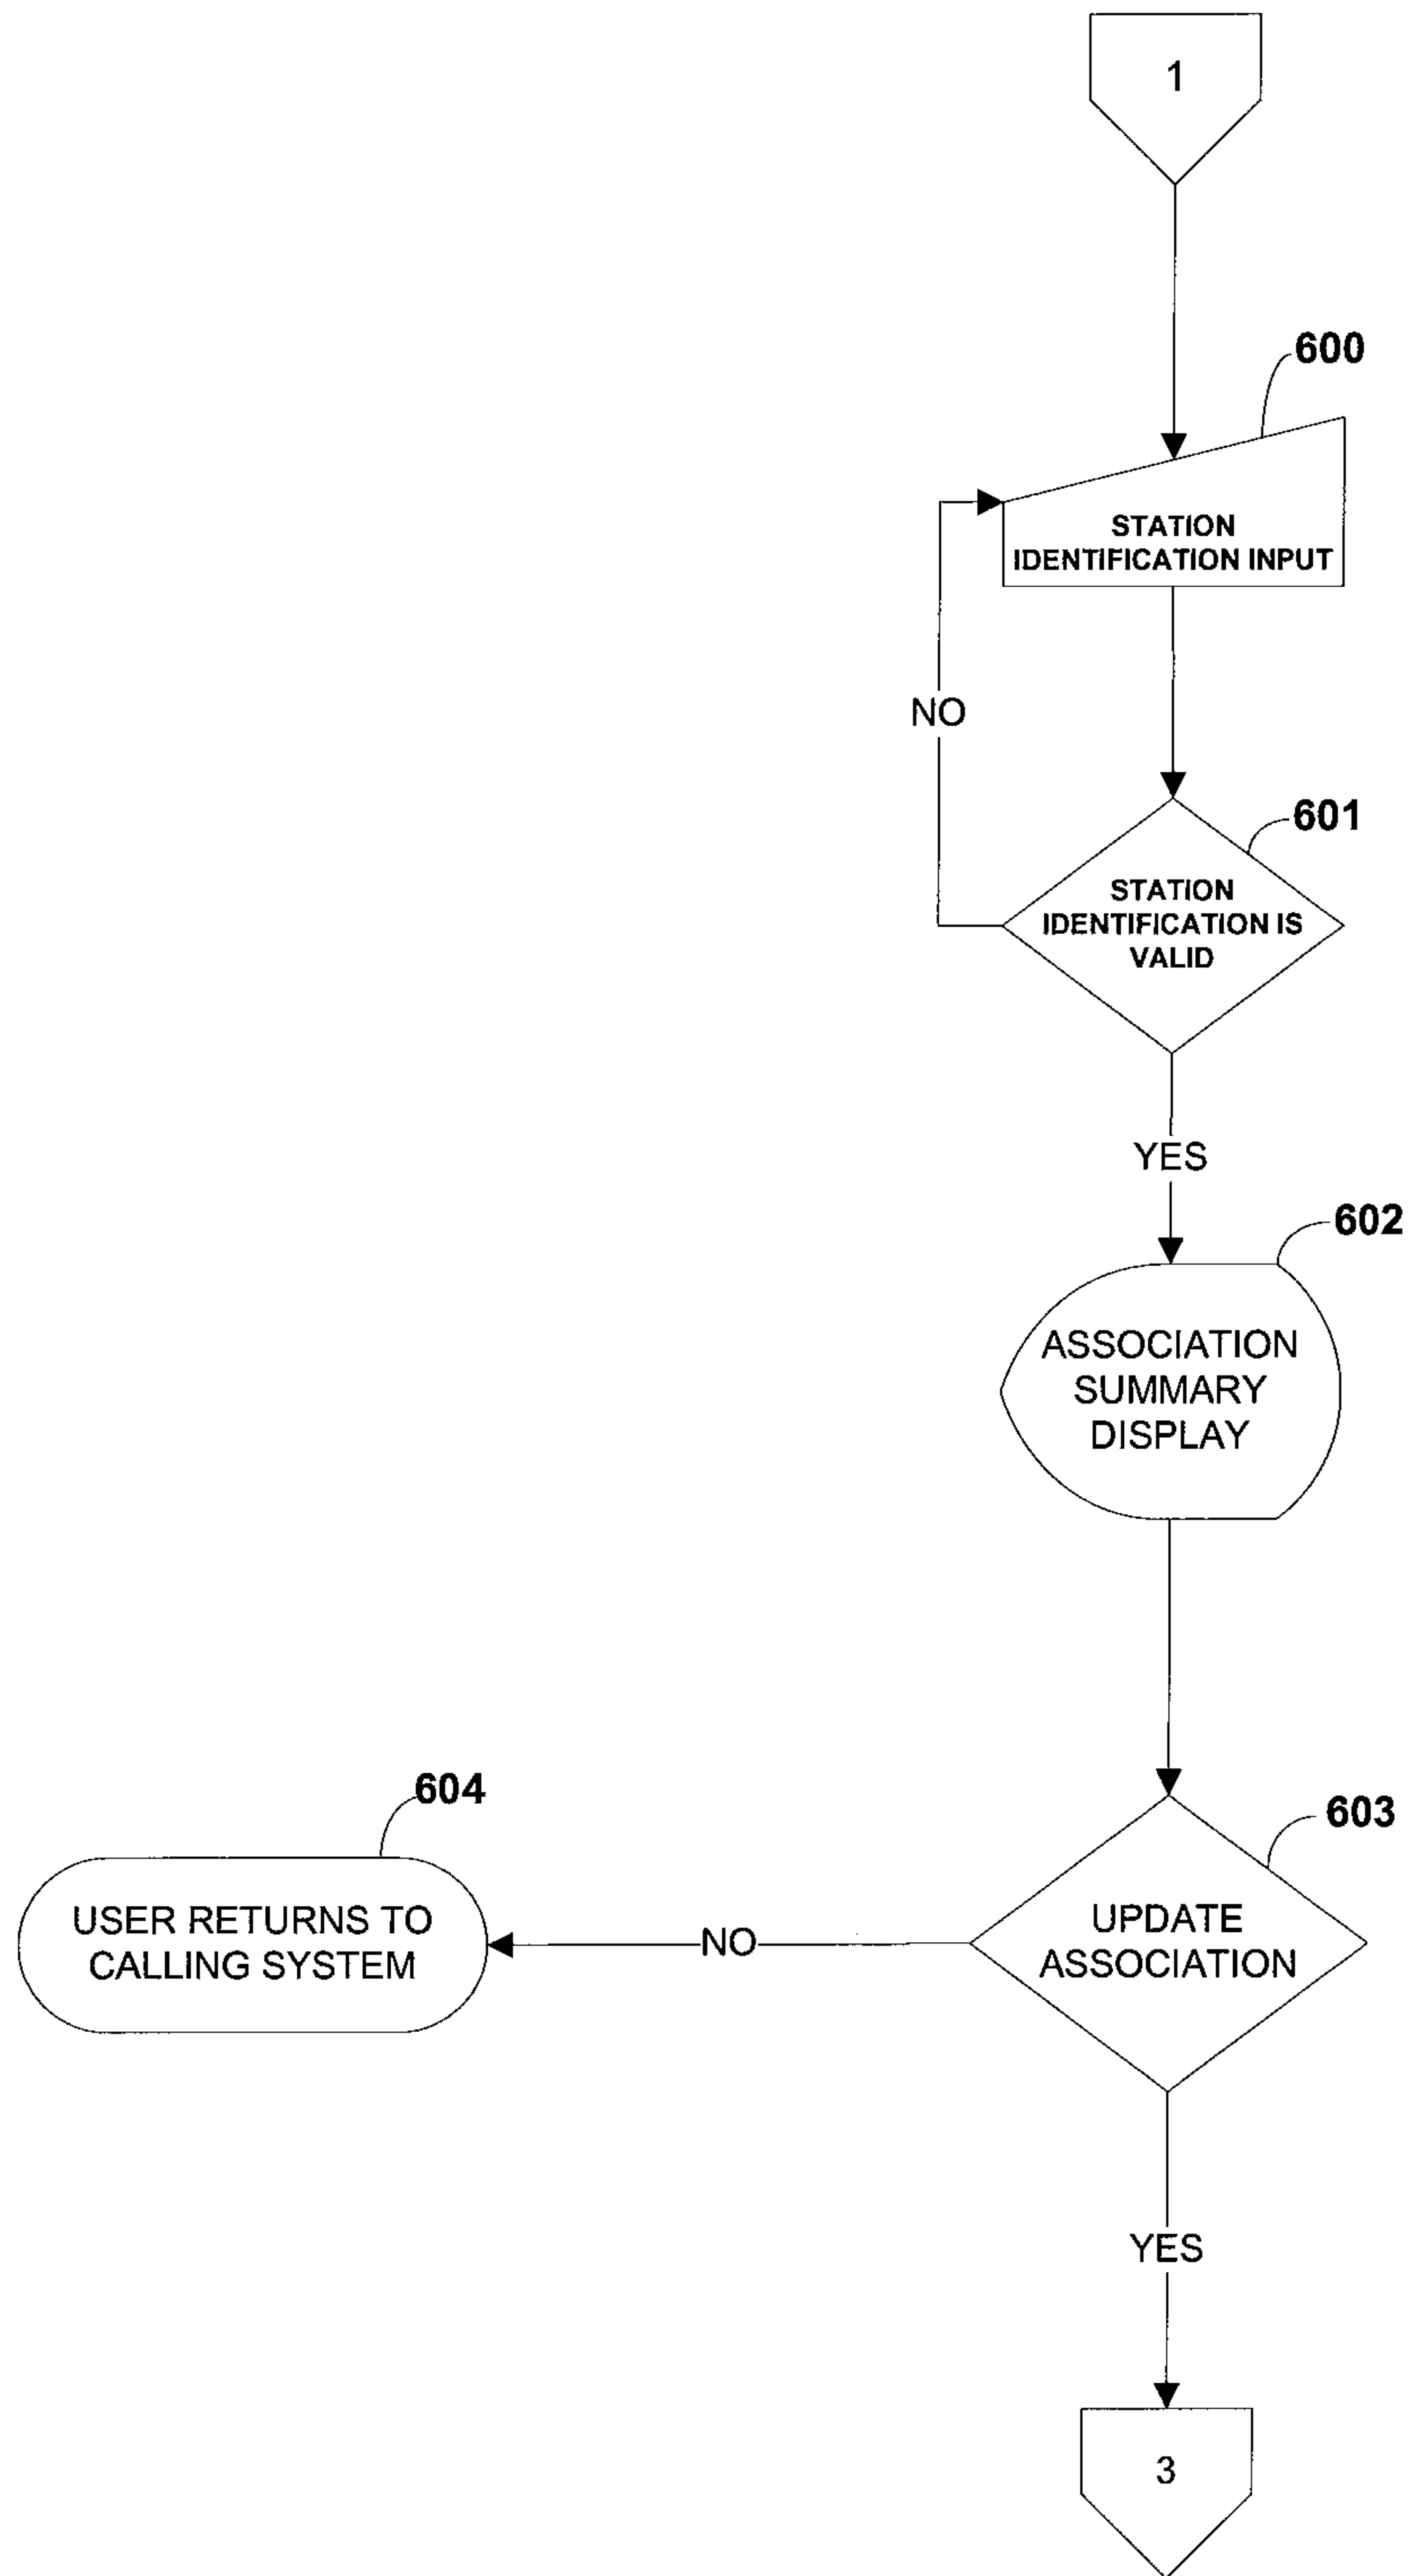 1
600
STATION
IDENTIFICATION INPUT
NO
601
STATION
IDENTIFICATION IS
VALID
YES
602
ASSOCIATION
SUMMARY
DISPLAY
604
603
USER RETURNS TO
CALLING SYSTEM
NO
UPDATE
ASSOCIATION
YES
3